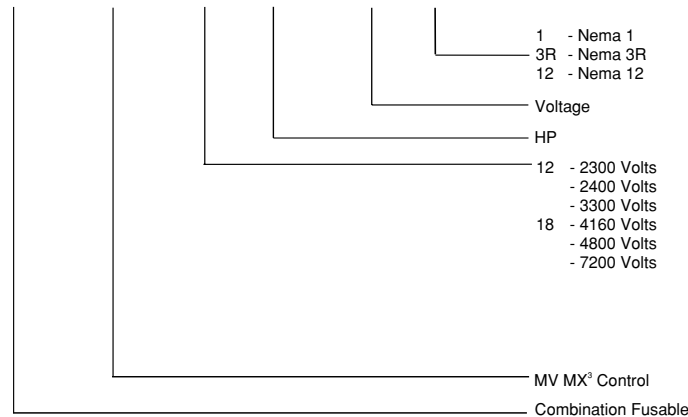 1 - Nema 1
3R - Nema 3R
12 - Nema 12
Voltage
HP
12 - 2300 Volts
- 2400 Volts
- 3300 Volts
18 - 4160 Volts
- 4800 Volts
- 7200 Volts
MV MX³ Control
Combination Fusable